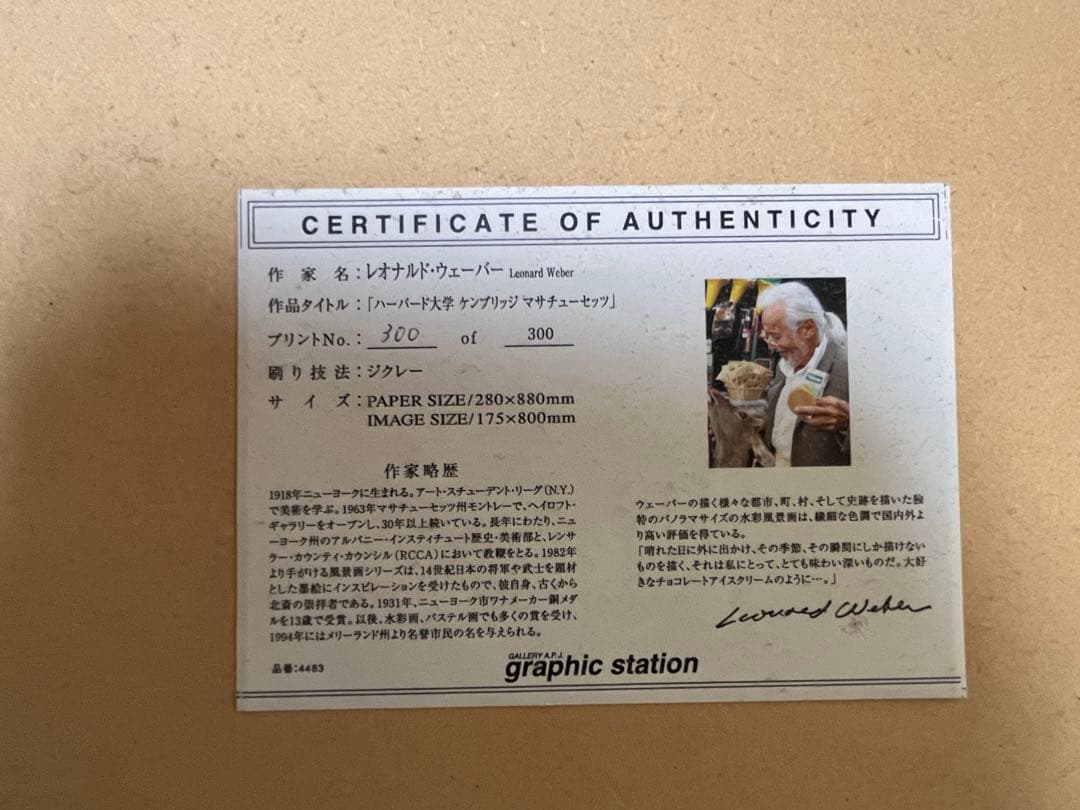 CERTIFICATE OF AUTHENTICITY
作家名：レオナルド・ウェーバー Leonard Weber
作品タイトル：「ハーバード大学 ケンブリッジ マサチューセッツ」
プリントNo.：300 of 300
刷り技法：ジクレー
サイズ：PAPER SIZE/280×880mm
IMAGE SIZE/175×800mm
作家略歴
1918年ニューヨークに生まれる。アート・スチューデント・リーグ（N.Y.）
で美術を学ぶ。1963年マサチューセッツ州モントレーで、ヘイロフト・
ギャラリーをオープンし、30年以上続いている。長年にわたり、ニュ
ーヨーク州のアルバニー・インスティチュート歴史・美術部と、レンサ
ラー・カウンティ・カウンシル（RCCA）において教鞭をとる。1982年
より手がける風景画シリーズは、14世紀日本の将軍や武士を題材
とした墨絵にインスピレーションを受けたもので、彼自身、古くから
北斎の崇拝者である。1931年、ニューヨーク市ワナメーカー銅メダ
ルを13歳で受賞。以後、水彩画、パステル画でも多くの賞を受け、
1994年にはメリーランド州より名誉市民の名を与えられる。
ウェーバーの描く様々な都市、町、村、そして史跡を描いた独
特のパノラマサイズの水彩風景画は、繊細な色調で国内外よ
り高い評価を得ている。
「晴れた日に外に出かけ、その季節、その瞬間にしか描けない
ものを描く、それは私にとって、とても味わい深いものだ。大好
きなチョコレートアイスクリームのように…。」
Leonard Weber
品番：4483
GALLERY A.P.J.
graphic station